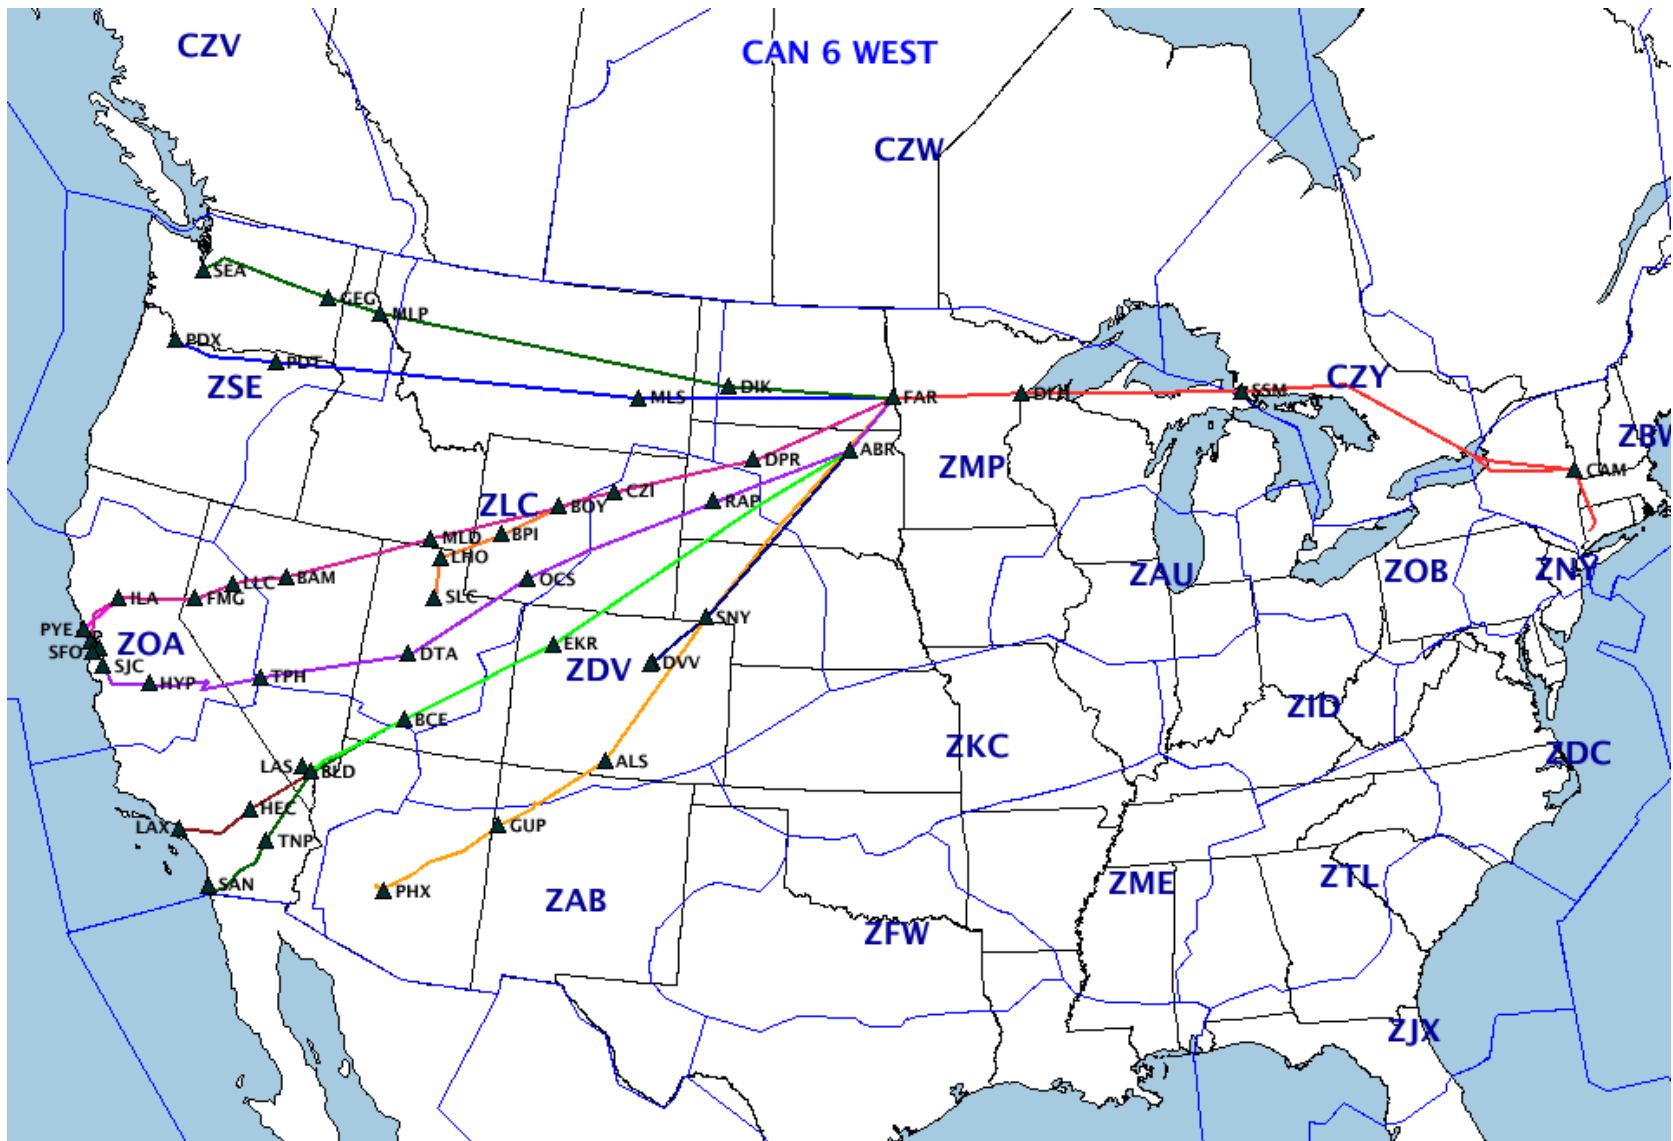 CZV
CAN 6 WEST
CZW
SEA
GEG
MLP
PDX
PDT
ZSE
DIK
MLS
FAR
DLH
SSM
CZY
ZBW
ABR
ZMP
DPR
CAM
CZI
RAP
ZLC
BOY
BPI
MLD
LHO
OCS
BAM
LLC
ZAU
ZOB
ZNY
ILA
FMG
SLC
PYE
SNY
ZOA
SFO
EKR
DTA
SJC
ZDV
DVV
HYP
TPH
BCE
ZID
ZKC
ZDC
LAS
BLD
ALS
HEC
LAX
GUP
TNP
SAN
PHX
ZAB
ZME
ZTL
ZFW
ZJX